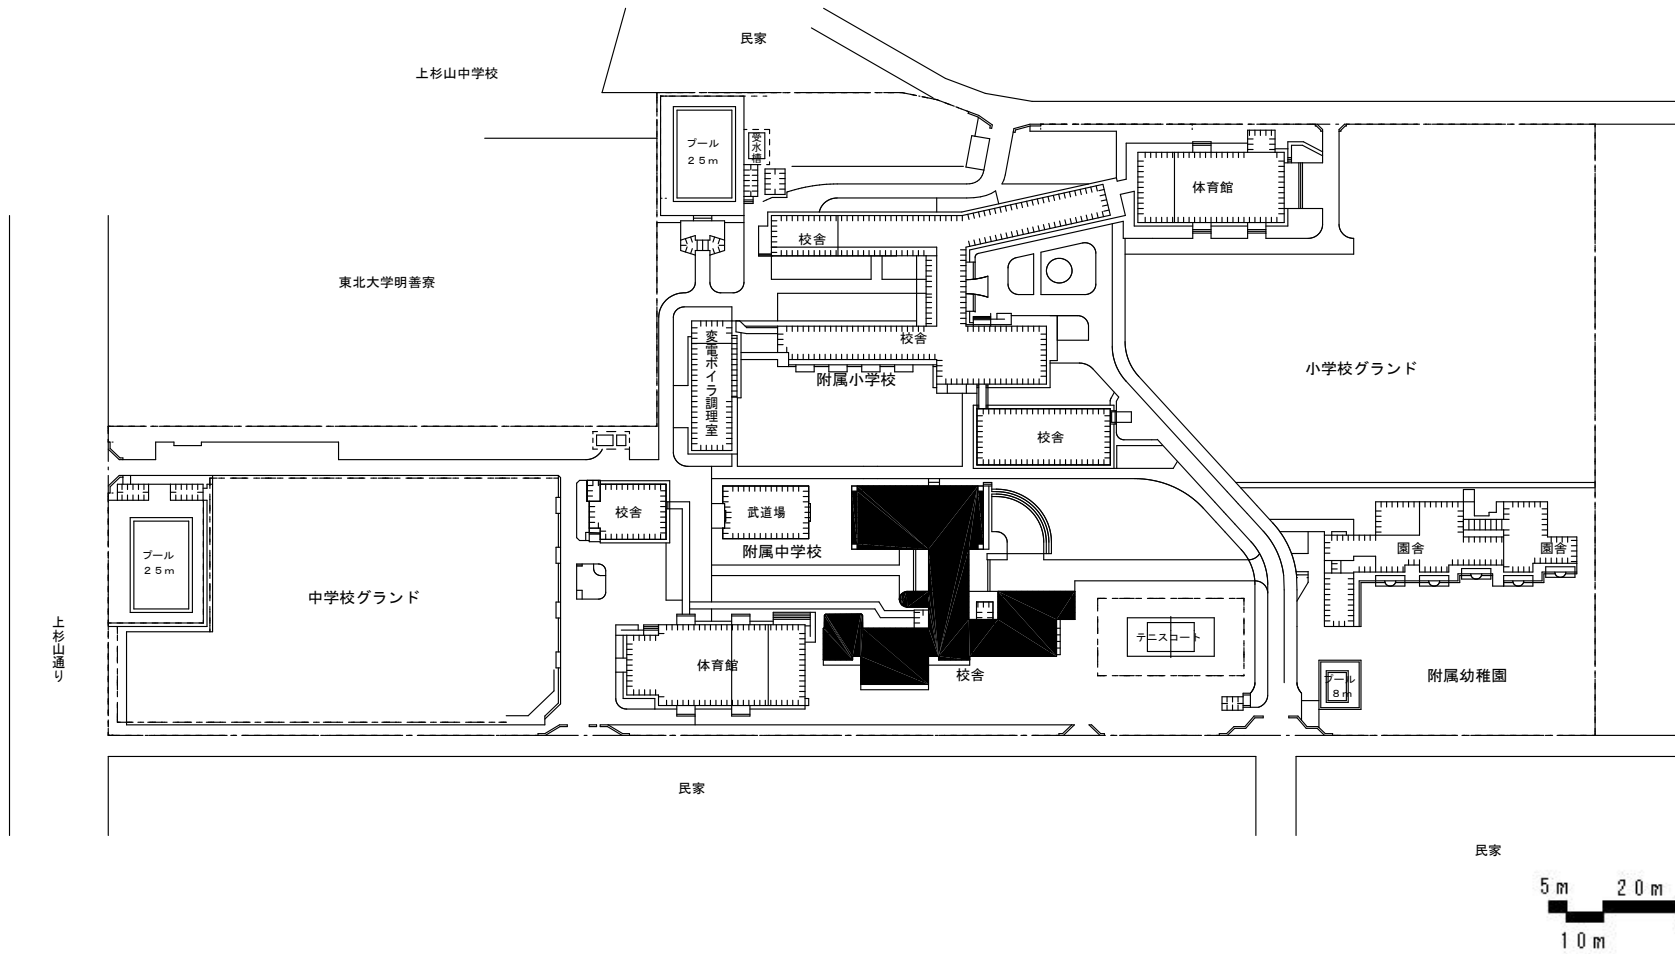 民家
上杉山中学校
プール
25m
受水槽
体育館
校舎
東北大学明善寮
変電ボイラ調理室
校舎
附属小学校
小学校グランド
校舎
校舎
武道場
附属中学校
プール
25m
中学校グランド
園舎
園舎
上杉山通り
テニスコート
体育館
校舎
プール
8m
附属幼稚園
民家
民家
5m
20m
10m